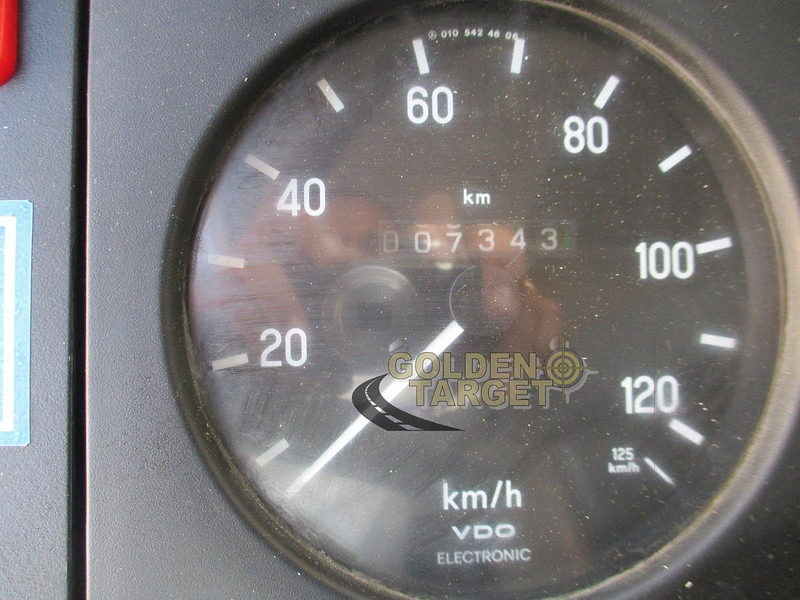 010 542 46 06
60
80
40
km
007343
100
20
GOLDEN
TARGET
120
125
km/h
km/h
VDO
ELECTRONIC